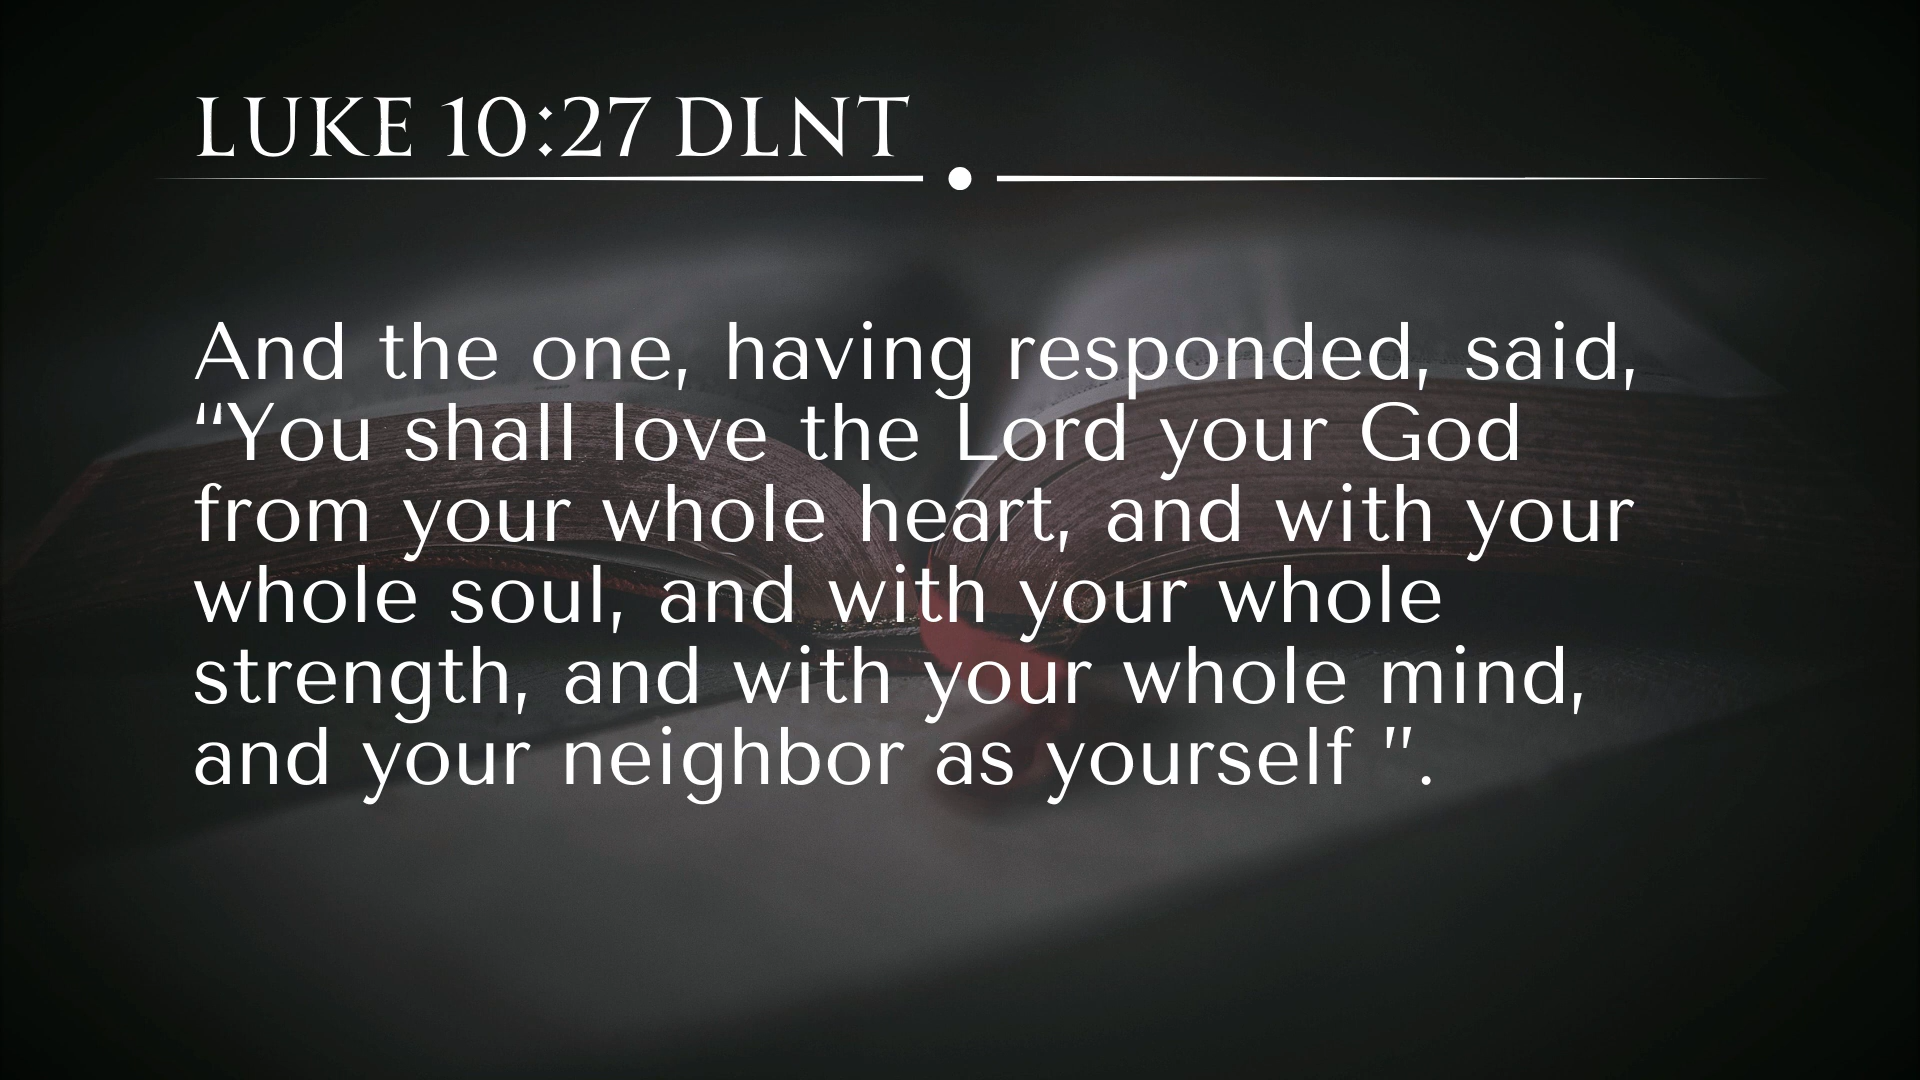 LUKE 10:27 DLNT
And the one, having responded, said,
“You shall love the Lord your God
from your whole heart, and with your
whole soul, and with your whole
strength, and with your whole mind,
and your neighbor as yourself ”.